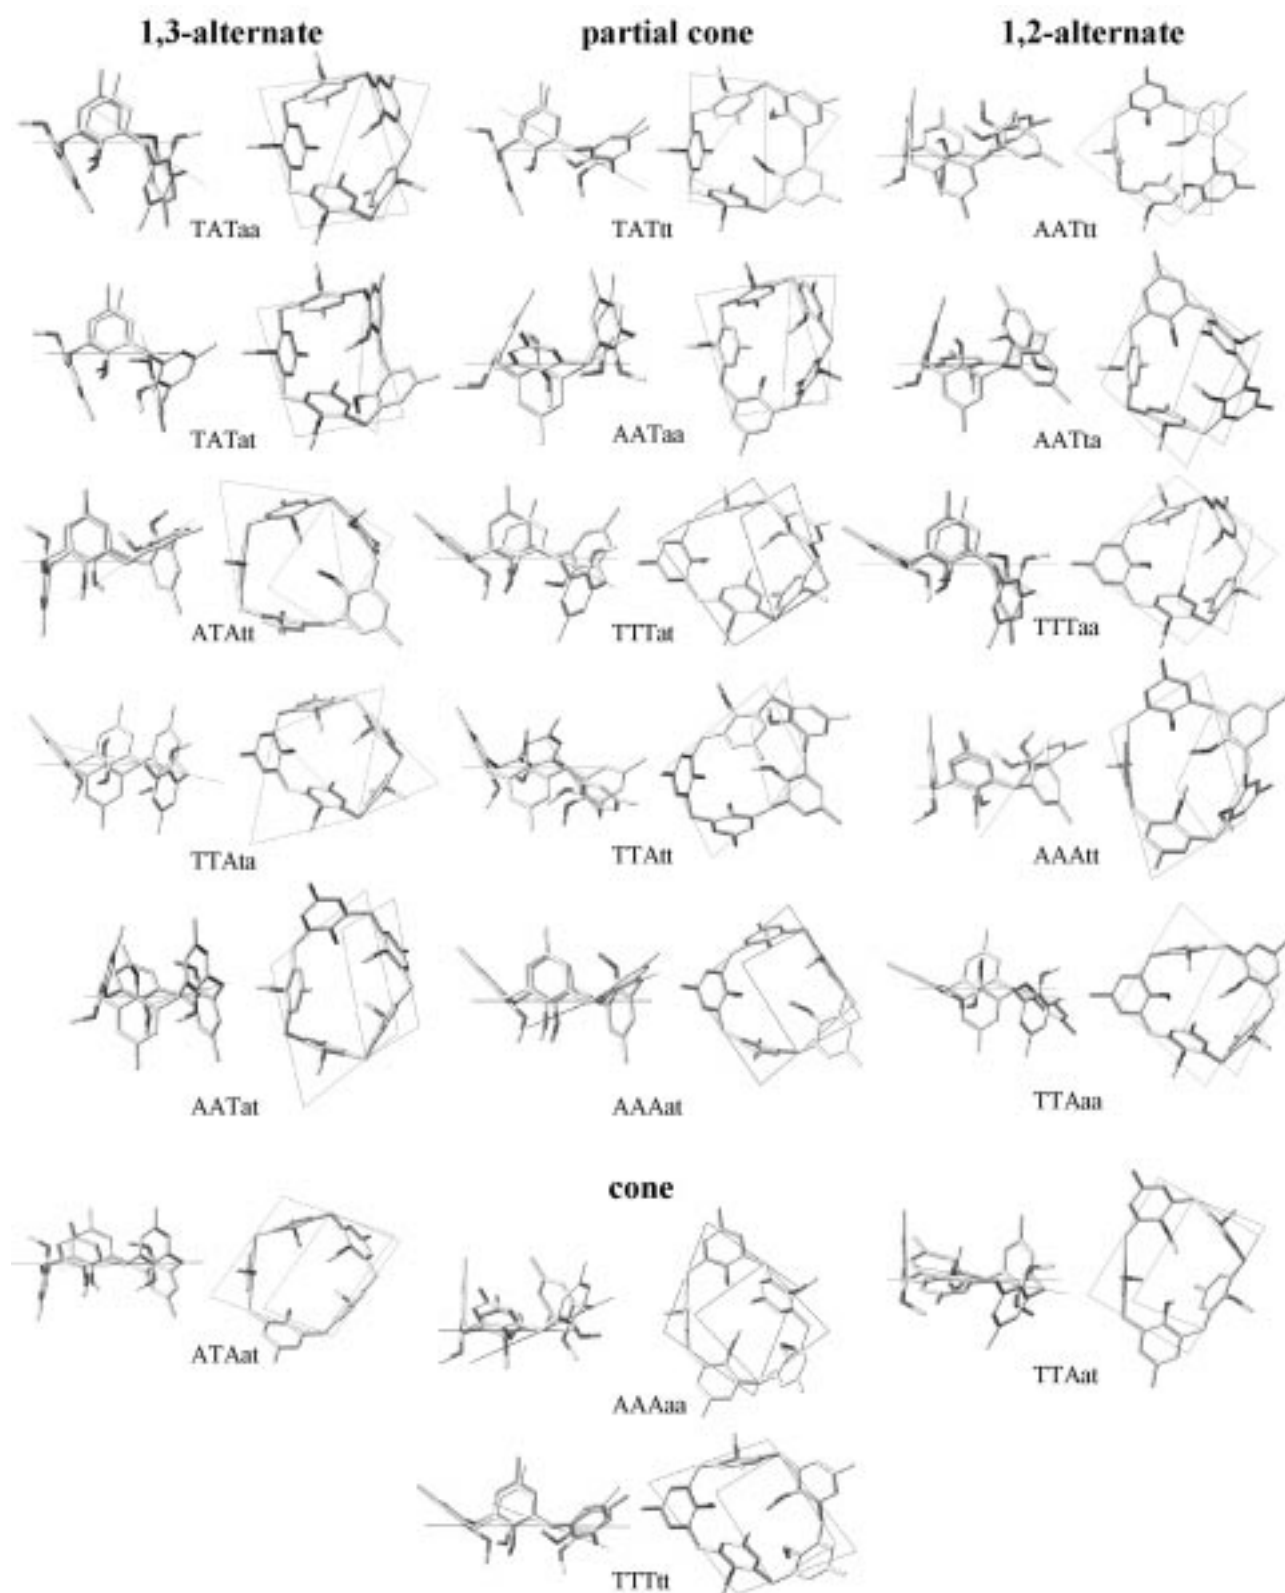 1,3-alternate partial cone 1,2-alternate
TATaa TATtt AATtt
TATat AATaa AATta
ATAtt TTTat TTTaa
TTAta TTAtt AAAtt
AATat AAAat TTAaa
cone
ATAat AAAaa TTAat
TTTtt